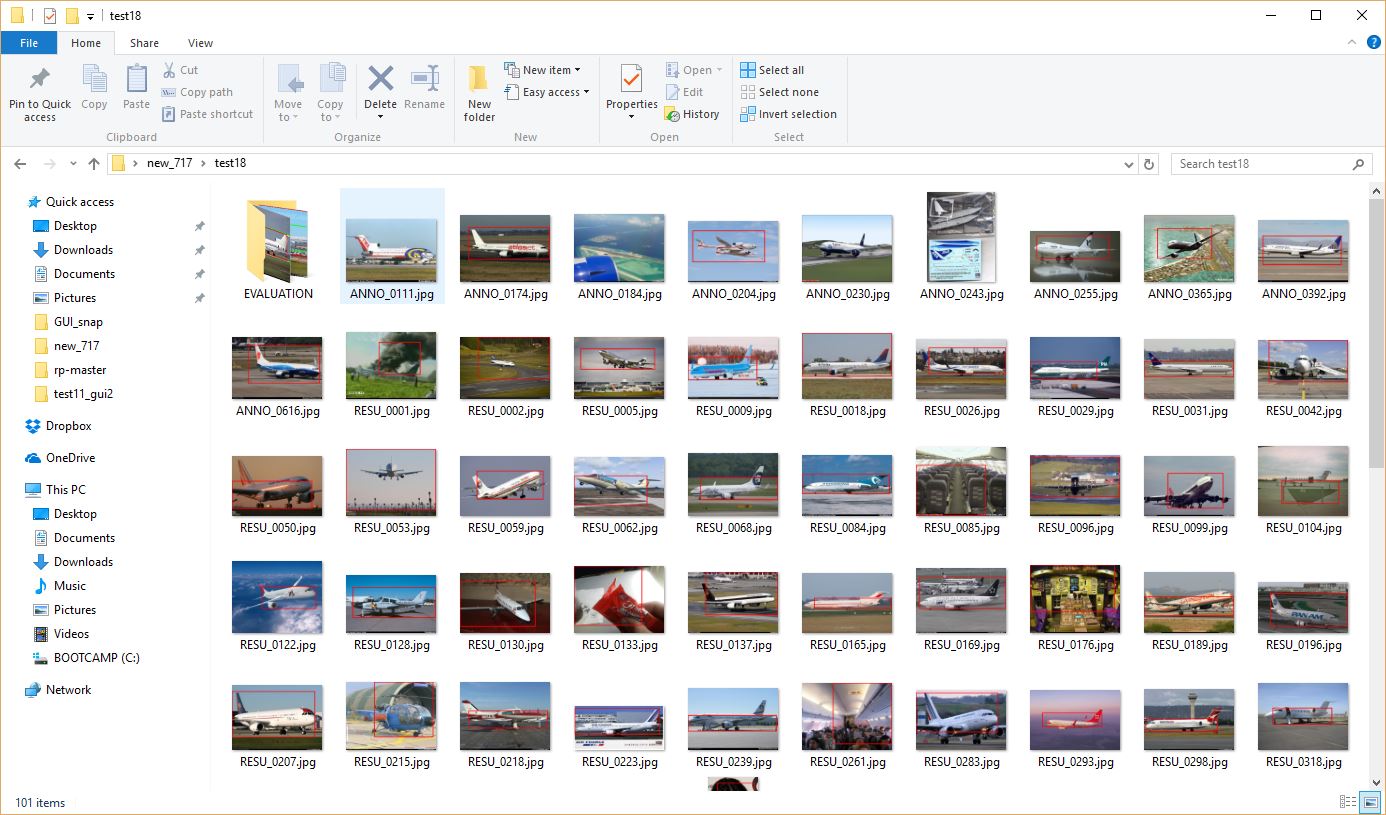 test18
File Home Share View
Pin to Quick access
Copy
Paste
Cut
Copy path
Paste shortcut
Clipboard
Move to
Copy to
Delete
Rename
Organize
New folder
New item
Easy access
New
Properties
Open
Edit
History
Open
Select all
Select none
Invert selection
Select
new_717 > test18
Search test18
Quick access
Desktop
Downloads
Documents
Pictures
GUI_snap
new_717
rp-master
test11_gui2
Dropbox
OneDrive
This PC
Desktop
Documents
Downloads
Music
Pictures
Videos
BOOTCAMP (C:)
Network
EVALUATION ANNO_0111.jpg ANNO_0174.jpg ANNO_0184.jpg ANNO_0204.jpg ANNO_0230.jpg ANNO_0243.jpg ANNO_0255.jpg ANNO_0365.jpg ANNO_0392.jpg
ANNO_0616.jpg RESU_0001.jpg RESU_0002.jpg RESU_0005.jpg RESU_0009.jpg RESU_0018.jpg RESU_0026.jpg RESU_0029.jpg RESU_0031.jpg RESU_0042.jpg
RESU_0050.jpg RESU_0053.jpg RESU_0059.jpg RESU_0062.jpg RESU_0068.jpg RESU_0084.jpg RESU_0085.jpg RESU_0096.jpg RESU_0099.jpg RESU_0104.jpg
RESU_0122.jpg RESU_0128.jpg RESU_0130.jpg RESU_0133.jpg RESU_0137.jpg RESU_0165.jpg RESU_0169.jpg RESU_0176.jpg RESU_0189.jpg RESU_0196.jpg
RESU_0207.jpg RESU_0215.jpg RESU_0218.jpg RESU_0223.jpg RESU_0239.jpg RESU_0261.jpg RESU_0283.jpg RESU_0293.jpg RESU_0298.jpg RESU_0318.jpg
101 items